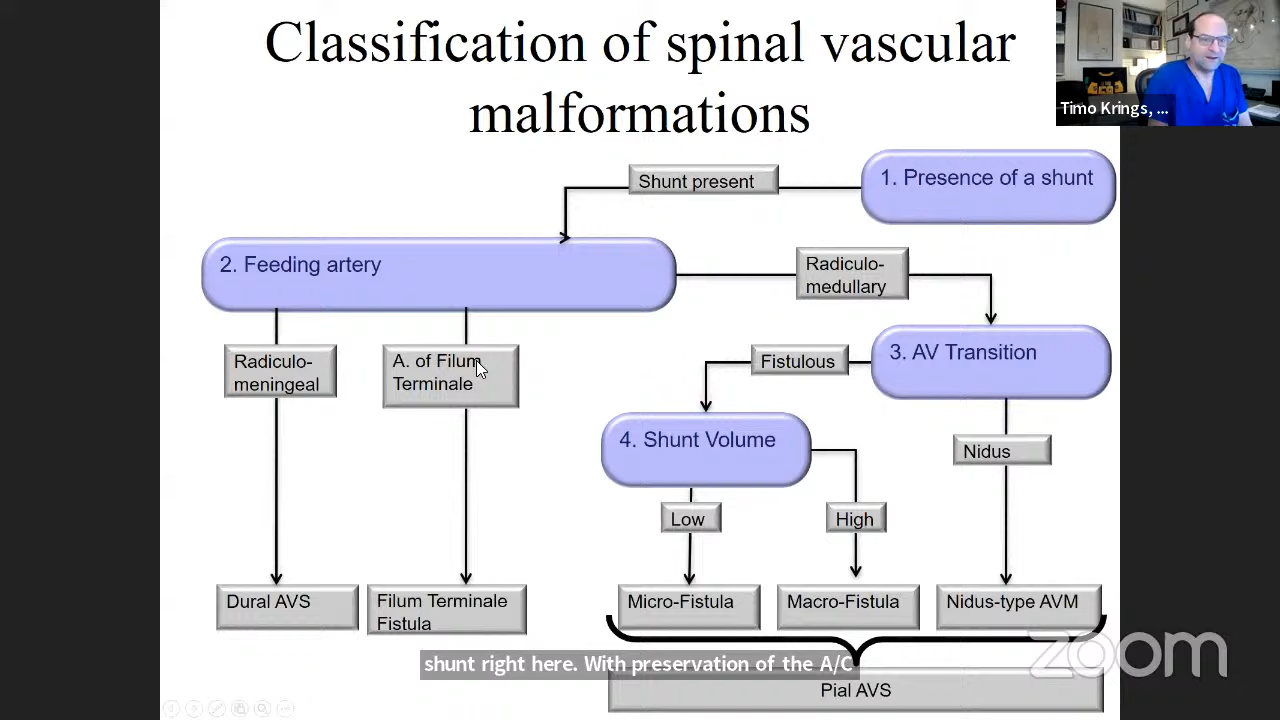 Classification of spinal vascular
malformations
Timo Krings, ...
Shunt present
1. Presence of a shunt
2. Feeding artery
Radiculo-
medullary
Radiculo-
meningeal
A. of Filum
Terminale
Fistulous
3. AV Transition
4. Shunt Volume
Nidus
Low
High
Dural AVS
Filum Terminale
Fistula
Micro-Fistula
Macro-Fistula
Nidus-type AVM
zoom
shunt right here. With preservation of the A/C
Pial AVS